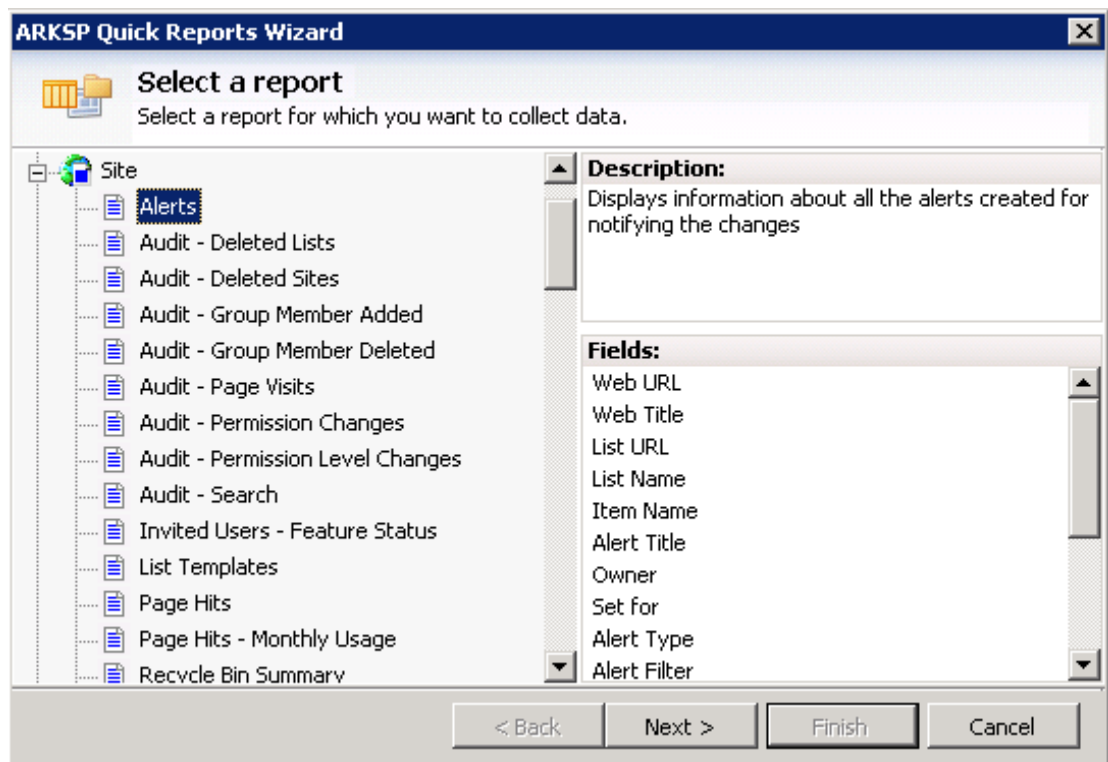 ARKSP Quick Reports Wizard
Select a report
Select a report for which you want to collect data.
Site
Alerts
Audit - Deleted Lists
Audit - Deleted Sites
Audit - Group Member Added
Audit - Group Member Deleted
Audit - Page Visits
Audit - Permission Changes
Audit - Permission Level Changes
Audit - Search
Invited Users - Feature Status
List Templates
Page Hits
Page Hits - Monthly Usage
Recycle Bin Summary
Description:
Displays information about all the alerts created for
notifying the changes
Fields:
Web URL
Web Title
List URL
List Name
Item Name
Alert Title
Owner
Set for
Alert Type
Alert Filter
< Back
Next >
Finish
Cancel